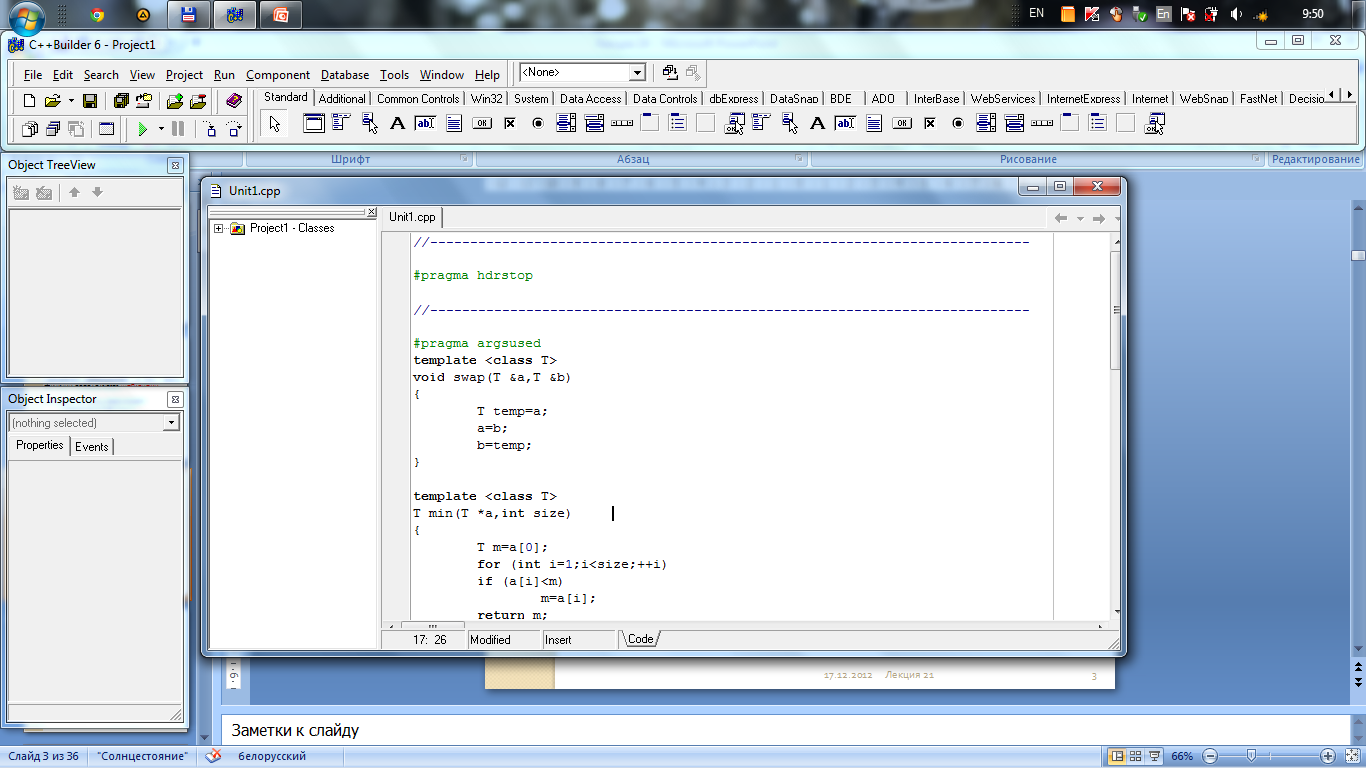 EN
En
9:50
C++Builder 6 - Project1
File Edit Search View Project Run Component Database Tools Window Help
<None>
Standard Additional Common Controls Win32 System Data Access Data Controls dbExpress DataSnap BDE ADO InterBase WebServices InternetExpress Internet WebSnap FastNet Decisio
Шрифт Абзац Рисование Редактирование
Object TreeView
Unit1.cpp
Project1 - Classes
Unit1.cpp
//---------------------------------------------------------------------------
#pragma hdrstop
//---------------------------------------------------------------------------
#pragma argsused
template <class T>
void swap(T &a,T &b)
{
T temp=a;
a=b;
b=temp;
}
template <class T>
T min(T *a,int size)
{
T m=a[0];
for (int i=1;i<size;++i)
if (a[i]<m)
m=a[i];
return m;
17: 26 Modified Insert Code
Object Inspector
(nothing selected)
Properties Events
17.12.2012 Лекция 21 3
Заметки к слайду
Слайд 3 из 36 "Солнцестояние" белорусский 66%